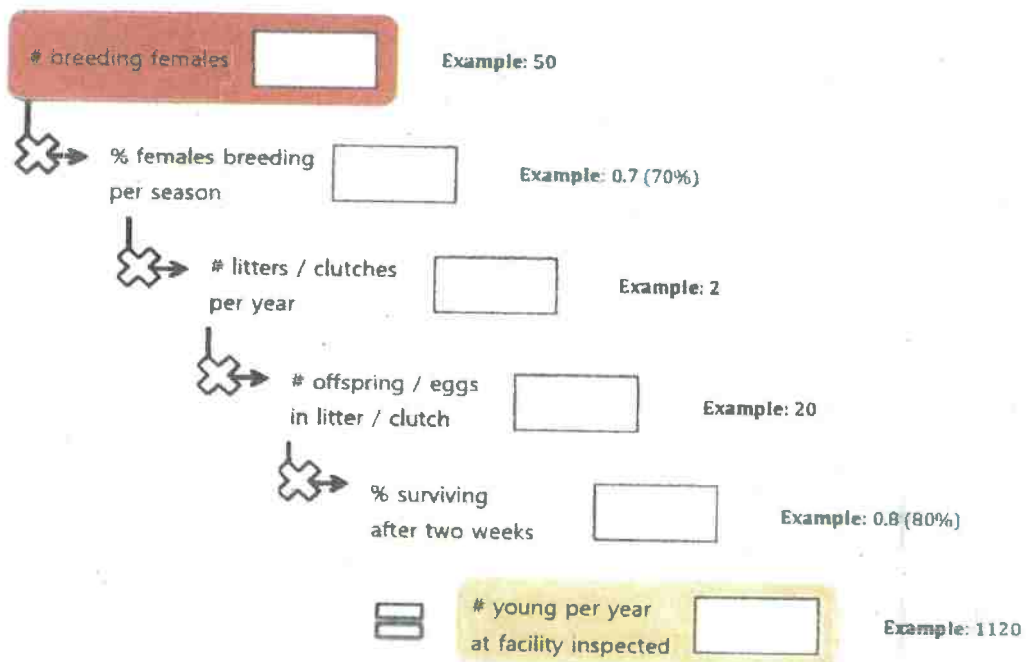 # breeding females
Example: 50
% females breeding
per season
Example: 0.7 (70%)
# litters / clutches
per year
Example: 2
# offspring / eggs
in litter / clutch
Example: 20
% surviving
after two weeks
Example: 0.8 (80%)
# young per year
at facility inspected
Example: 1120